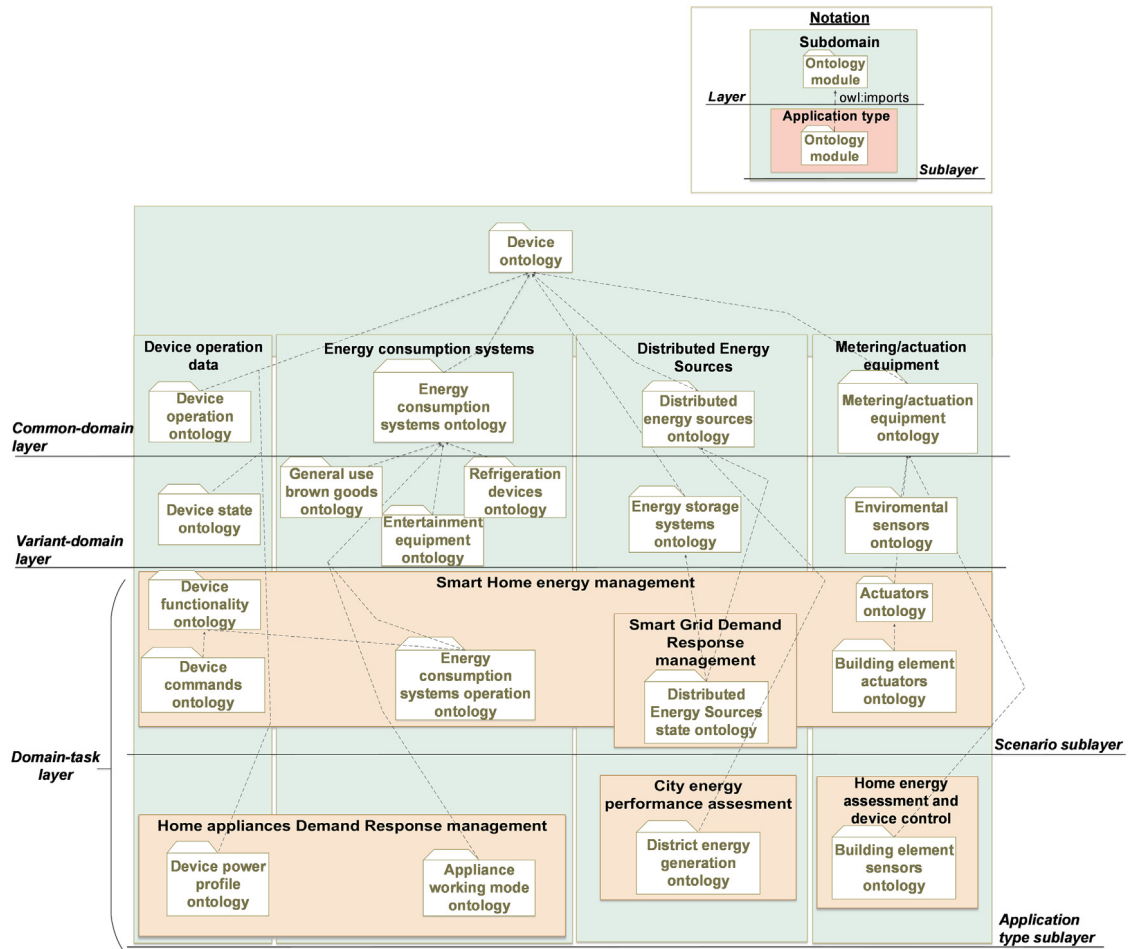 Notation
Subdomain
Ontology
module
owl:imports
Layer
Application type
Ontology
module
Sublayer
Device
ontology
Device operation
data
Energy consumption systems
Distributed Energy
Sources
Metering/actuation
equipment
Device
operation
ontology
Energy
consumption
systems ontology
Distributed
energy sources
ontology
Metering/actuation
equipment
ontology
Common-domain
layer
General use
brown goods
ontology
Refrigeration
devices
ontology
Entertainment
equipment
ontology
Device state
ontology
Energy storage
systems
ontology
Enviromental
sensors
ontology
Variant-domain
layer
Smart Home energy management
Device
functionality
ontology
Actuators
ontology
Smart Grid Demand
Response
management
Device
commands
ontology
Energy
consumption
systems operation
ontology
Building element
actuators
ontology
Distributed
Energy Sources
state ontology
Domain-task
layer
Scenario sublayer
City energy
performance assesment
Home energy
assessment and
device control
Home appliances Demand Response management
Device power
profile
ontology
Appliance
working mode
ontology
District energy
generation
ontology
Building element
sensors
ontology
Application
type sublayer